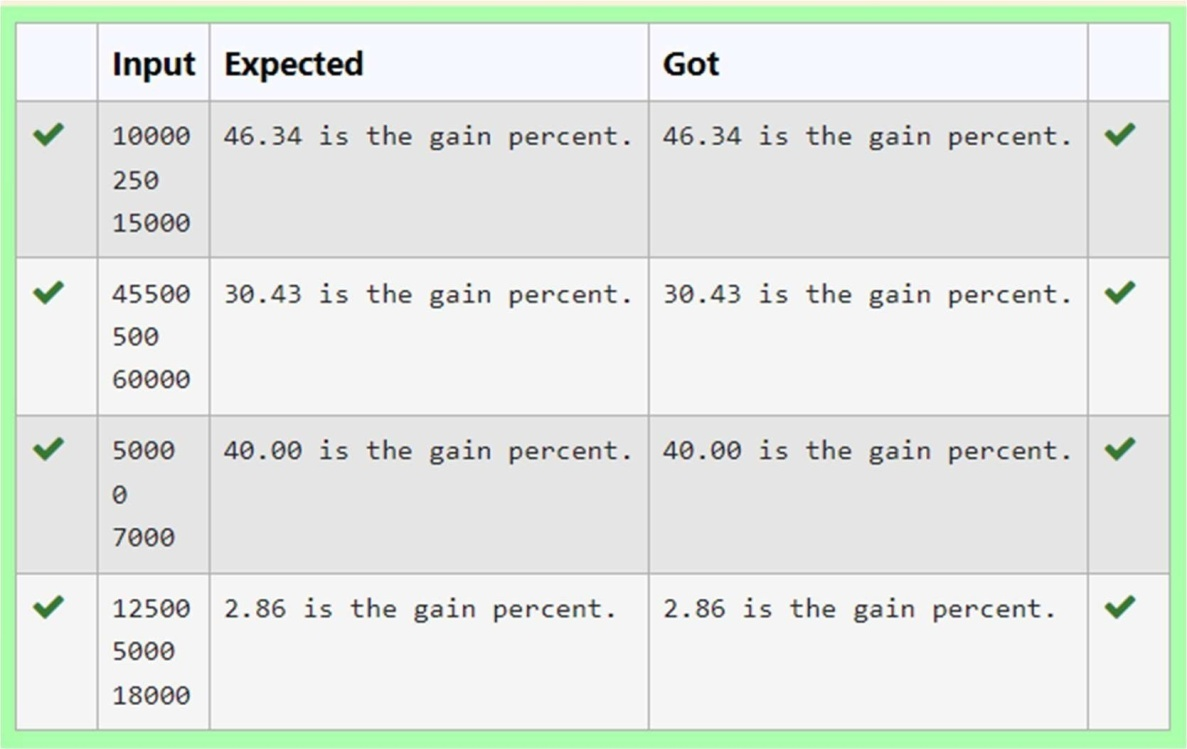 Input Expected Got
10000 46.34 is the gain percent. 46.34 is the gain percent.
250
15000
45500 30.43 is the gain percent. 30.43 is the gain percent.
500
60000
5000 40.00 is the gain percent. 40.00 is the gain percent.
0
7000
12500 2.86 is the gain percent. 2.86 is the gain percent.
5000
18000